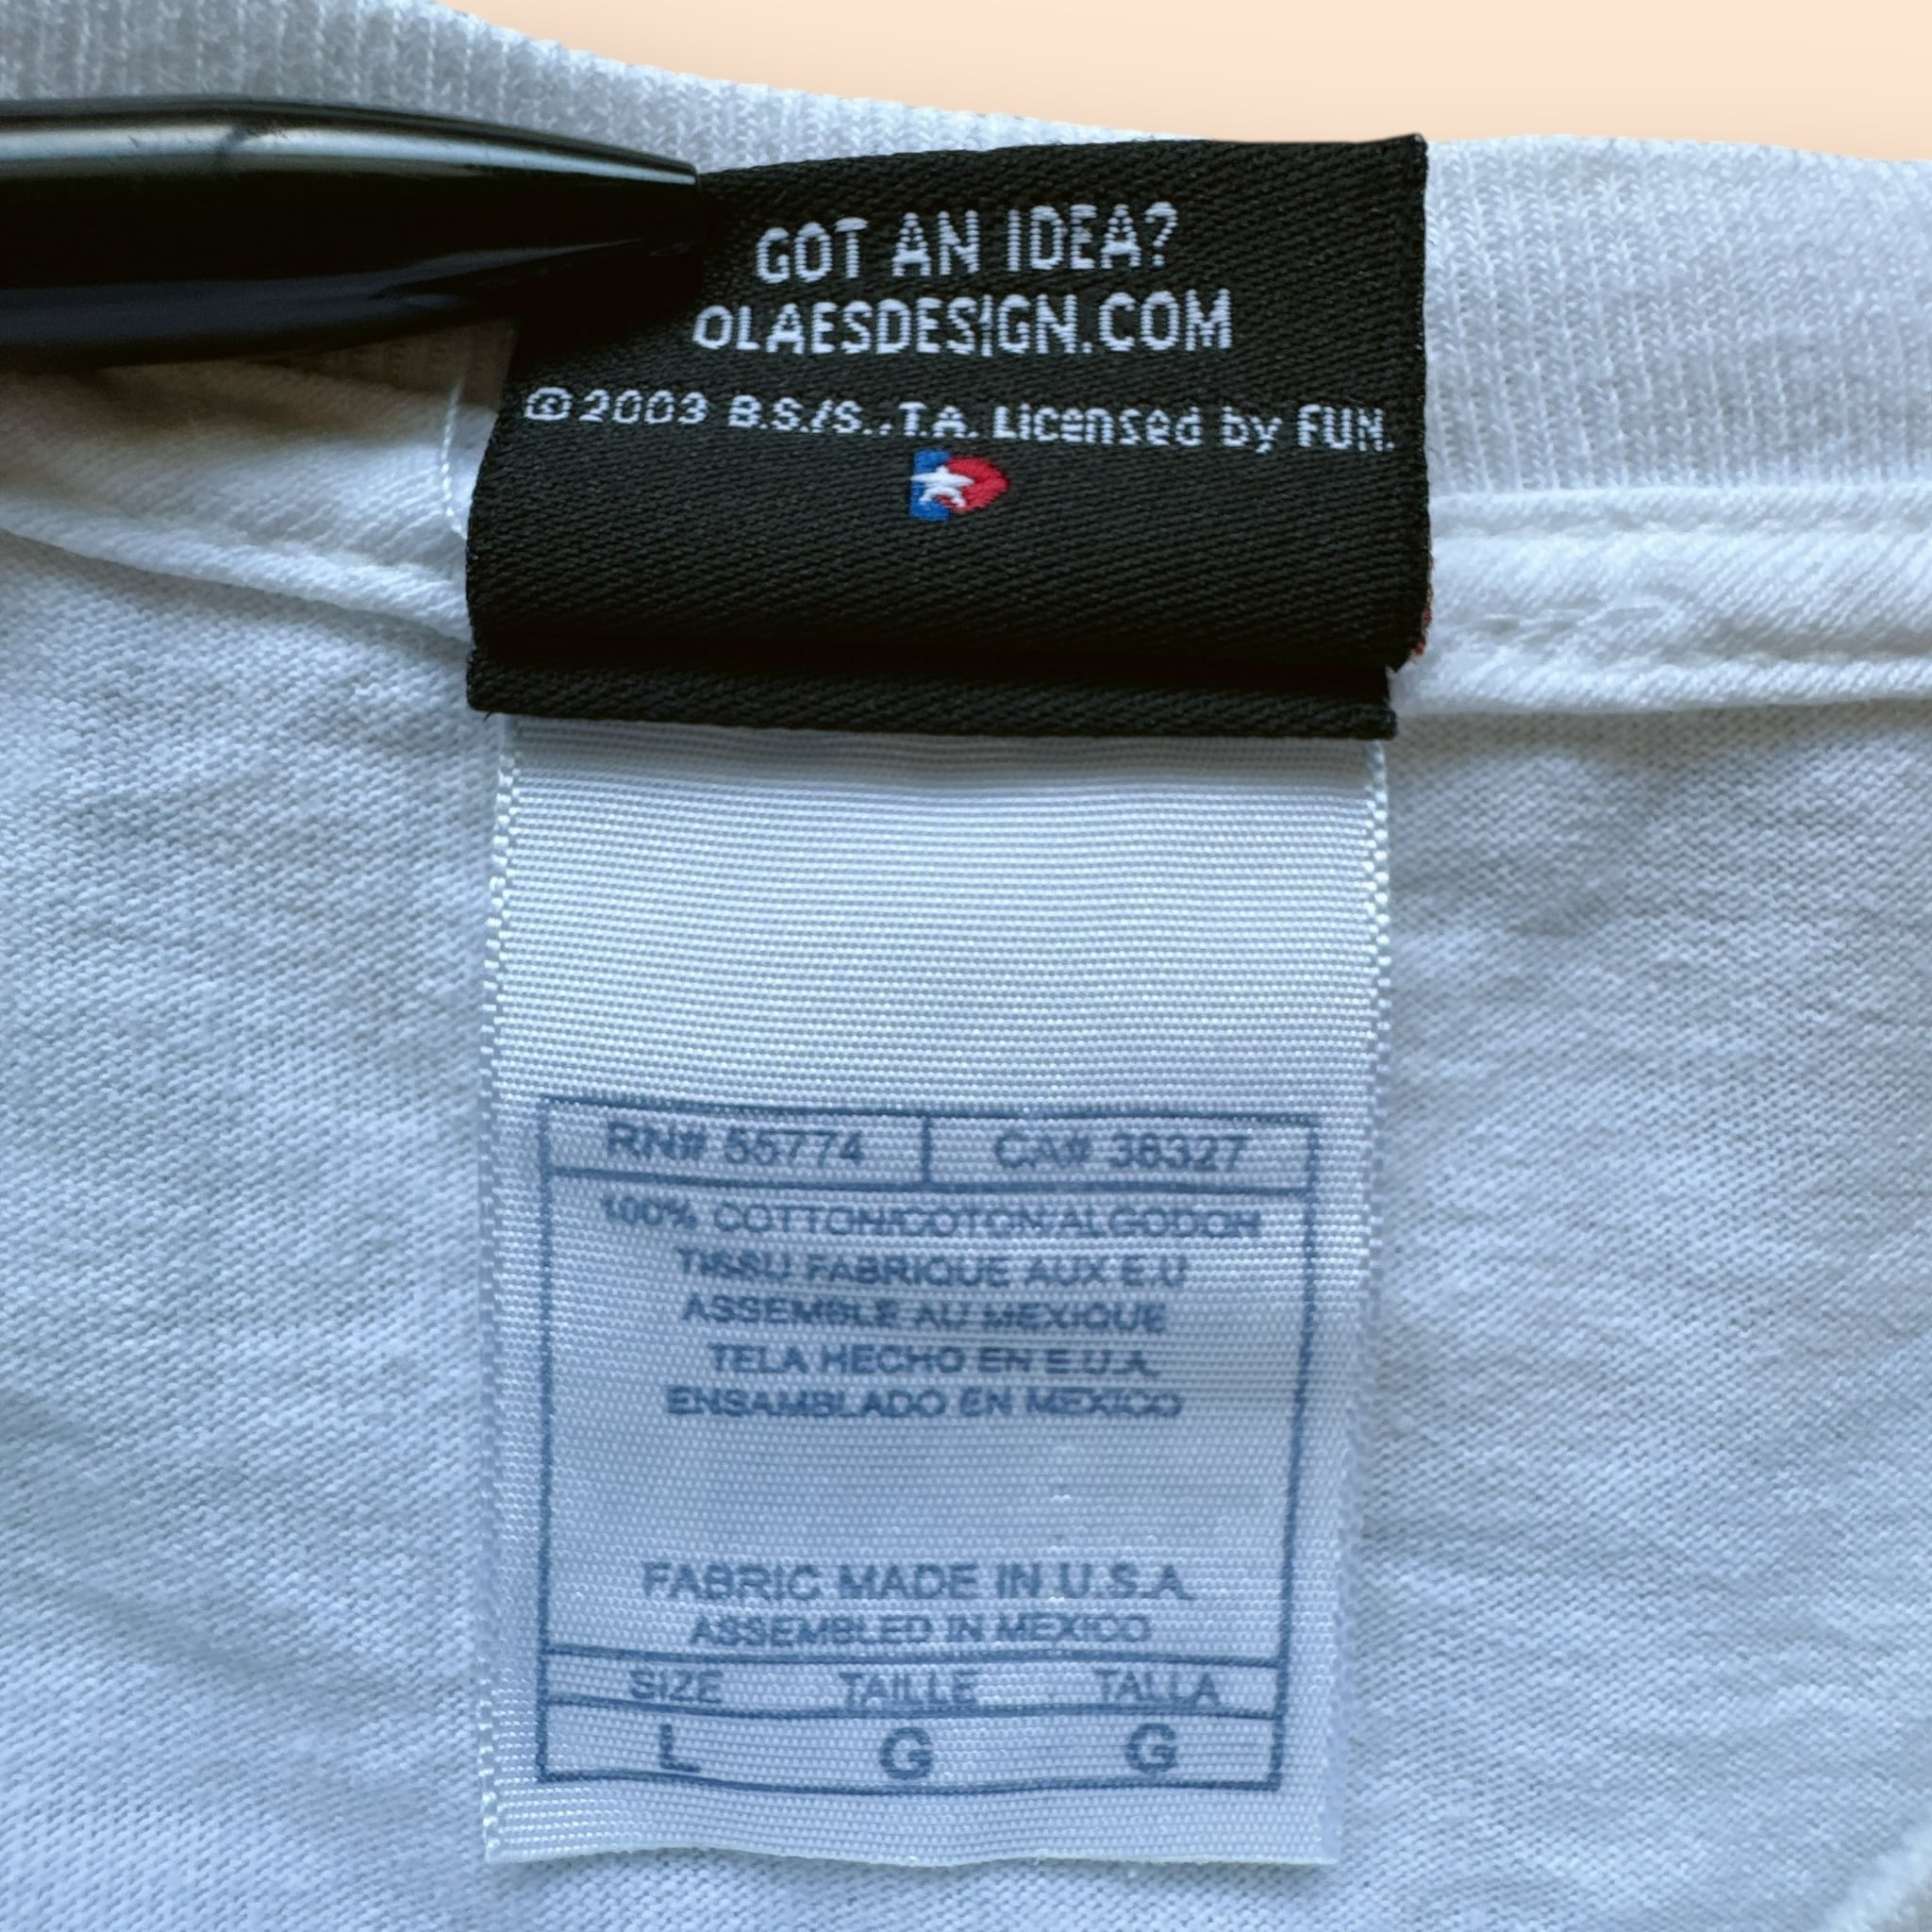 GOT AN IDEA?
OLAESDESIGN.COM
©2003 B.S./S..T.A. Licensed by FUN.
RN# 55774 CA# 36327
100% COTTON/COTON/ALGODON
TISSU FABRIQUE AUX E.U
ASSEMBLE AU MEXIQUE
TELA HECHO EN E.U.A.
ENSAMBLADO EN MEXICO
FABRIC MADE IN U.S.A.
ASSEMBLED IN MEXICO
SIZE TAILLE TALLA
L G G